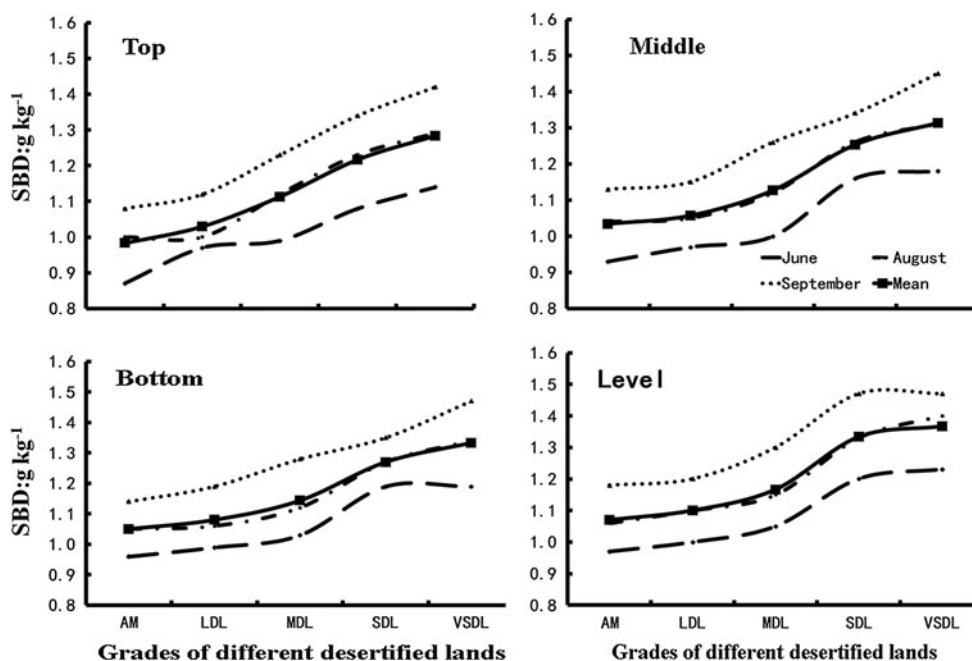 1.6
1.5
1.4
1.3
1.2
1.1
1.0
0.9
0.8
SBD:g kg-1
Top
1.6
1.5
1.4
1.3
1.2
1.1
1.0
0.9
0.8
Middle
June
August
September
Mean
1.6
1.5
1.4
1.3
1.2
1.1
1.0
0.9
0.8
SBD:g kg-1
Bottom
AM LDL MDL SDL VSDL
Grades of different desertified lands
1.6
1.5
1.4
1.3
1.2
1.1
1.0
0.9
0.8
Level
AM LDL MDL SDL VSDL
Grades of different desertified lands